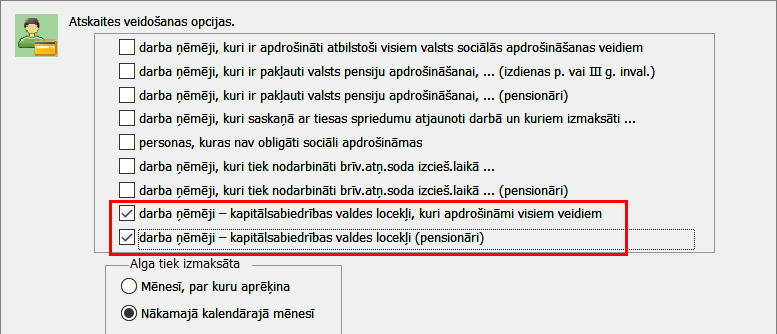 Atskaites veidošanas opcijas.
darba ņēmēji, kuri ir apdrošināti atbilstoši visiem valsts sociālās apdrošināšanas veidiem
darba ņēmēji, kuri ir pakļauti valsts pensiju apdrošināšanai, ... (izdienas p. vai III g. inval.)
darba ņēmēji, kuri ir pakļauti valsts pensiju apdrošināšanai, ... (pensionāri)
darba ņēmēji, kuri saskaņā ar tiesas spriedumu atjaunoti darbā un kuriem izmaksāti ...
personas, kuras nav obligāti sociāli apdrošināmas
darba ņēmēji, kuri tiek nodarbināti brīv.atņ.soda izcieš.laikā ...
darba ņēmēji, kuri tiek nodarbināti brīv.atņ.soda izcieš.laikā ... (pensionāri)
darba ņēmēji – kapitālsabiedrības valdes locekļi, kuri apdrošināmi visiem veidiem
darba ņēmēji – kapitālsabiedrības valdes locekļi (pensionāri)
Alga tiek izmaksāta
Mēnesī, par kuru aprēķina
Nākamajā kalendārajā mēnesī